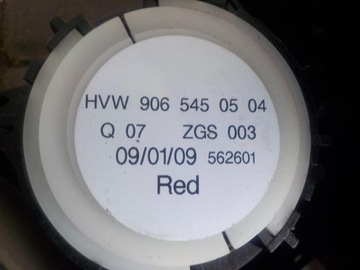 HVW 906 545 05 04
Q 07 ZGS 003
09/01/09 562601
Red